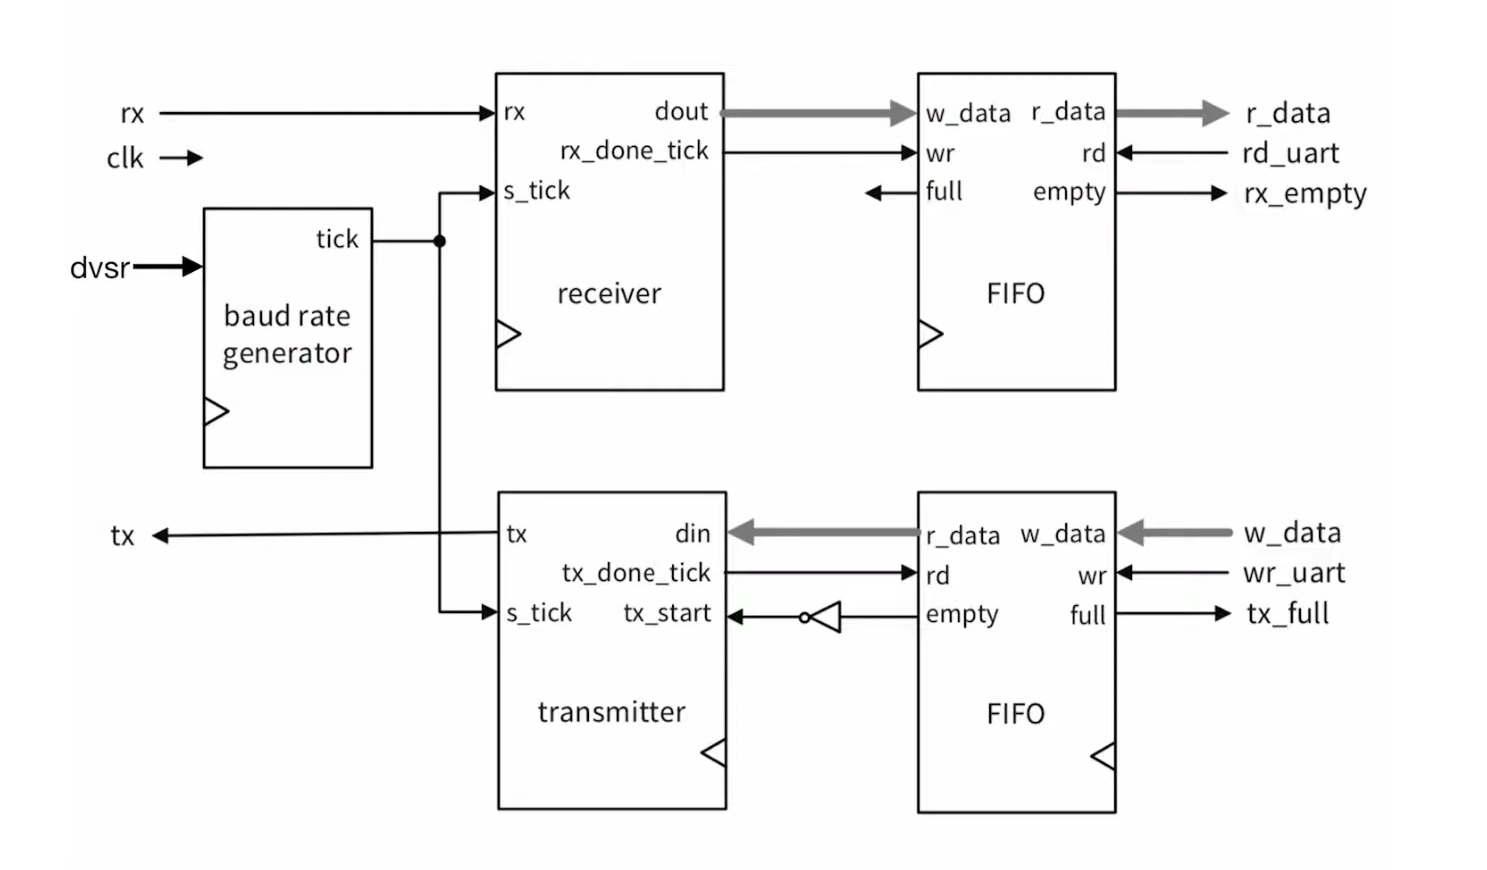 rx
clk
dvsr
tick
baud rate
generator
rx
dout
rx_done_tick
s_tick
receiver
w_data
r_data
wr
rd
full
empty
FIFO
r_data
rd_uart
rx_empty
tx
tx
din
tx_done_tick
s_tick
tx_start
transmitter
r_data
w_data
rd
wr
empty
full
FIFO
w_data
wr_uart
tx_full